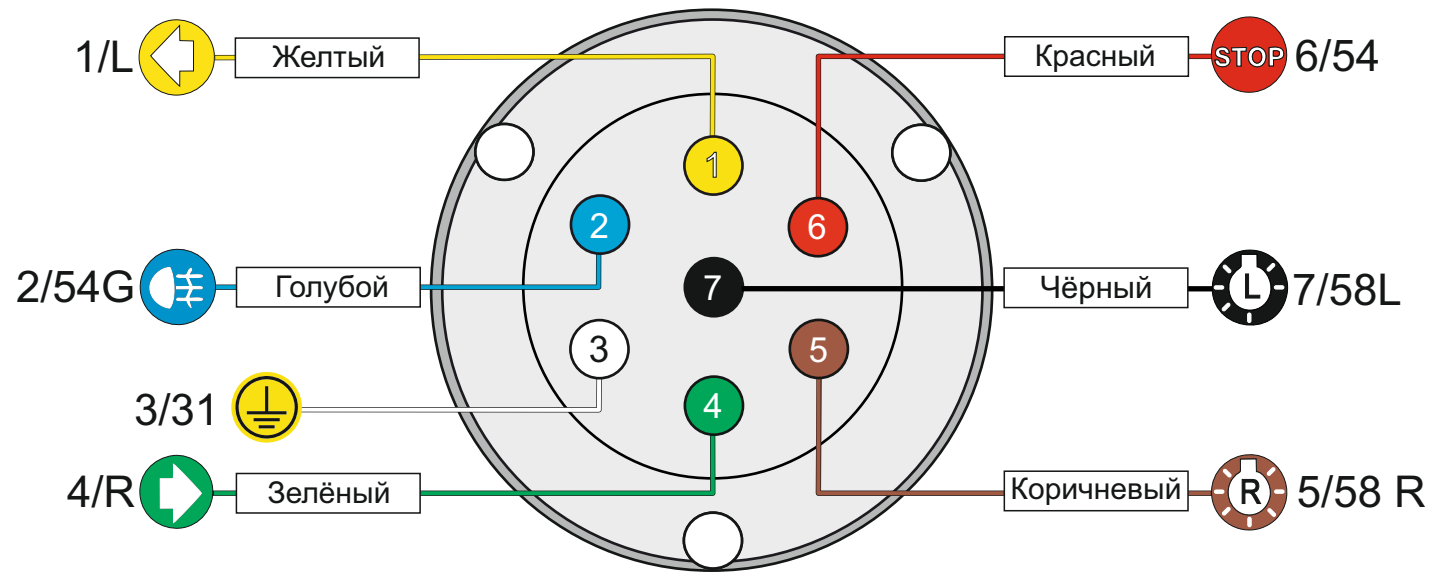 1/L Желтый
Красный STOP 6/54
1
2
6
2/54G Голубой
7
Чёрный L 7/58L
3
5
3/31
4
4/R Зелёный
Коричневый R 5/58 R